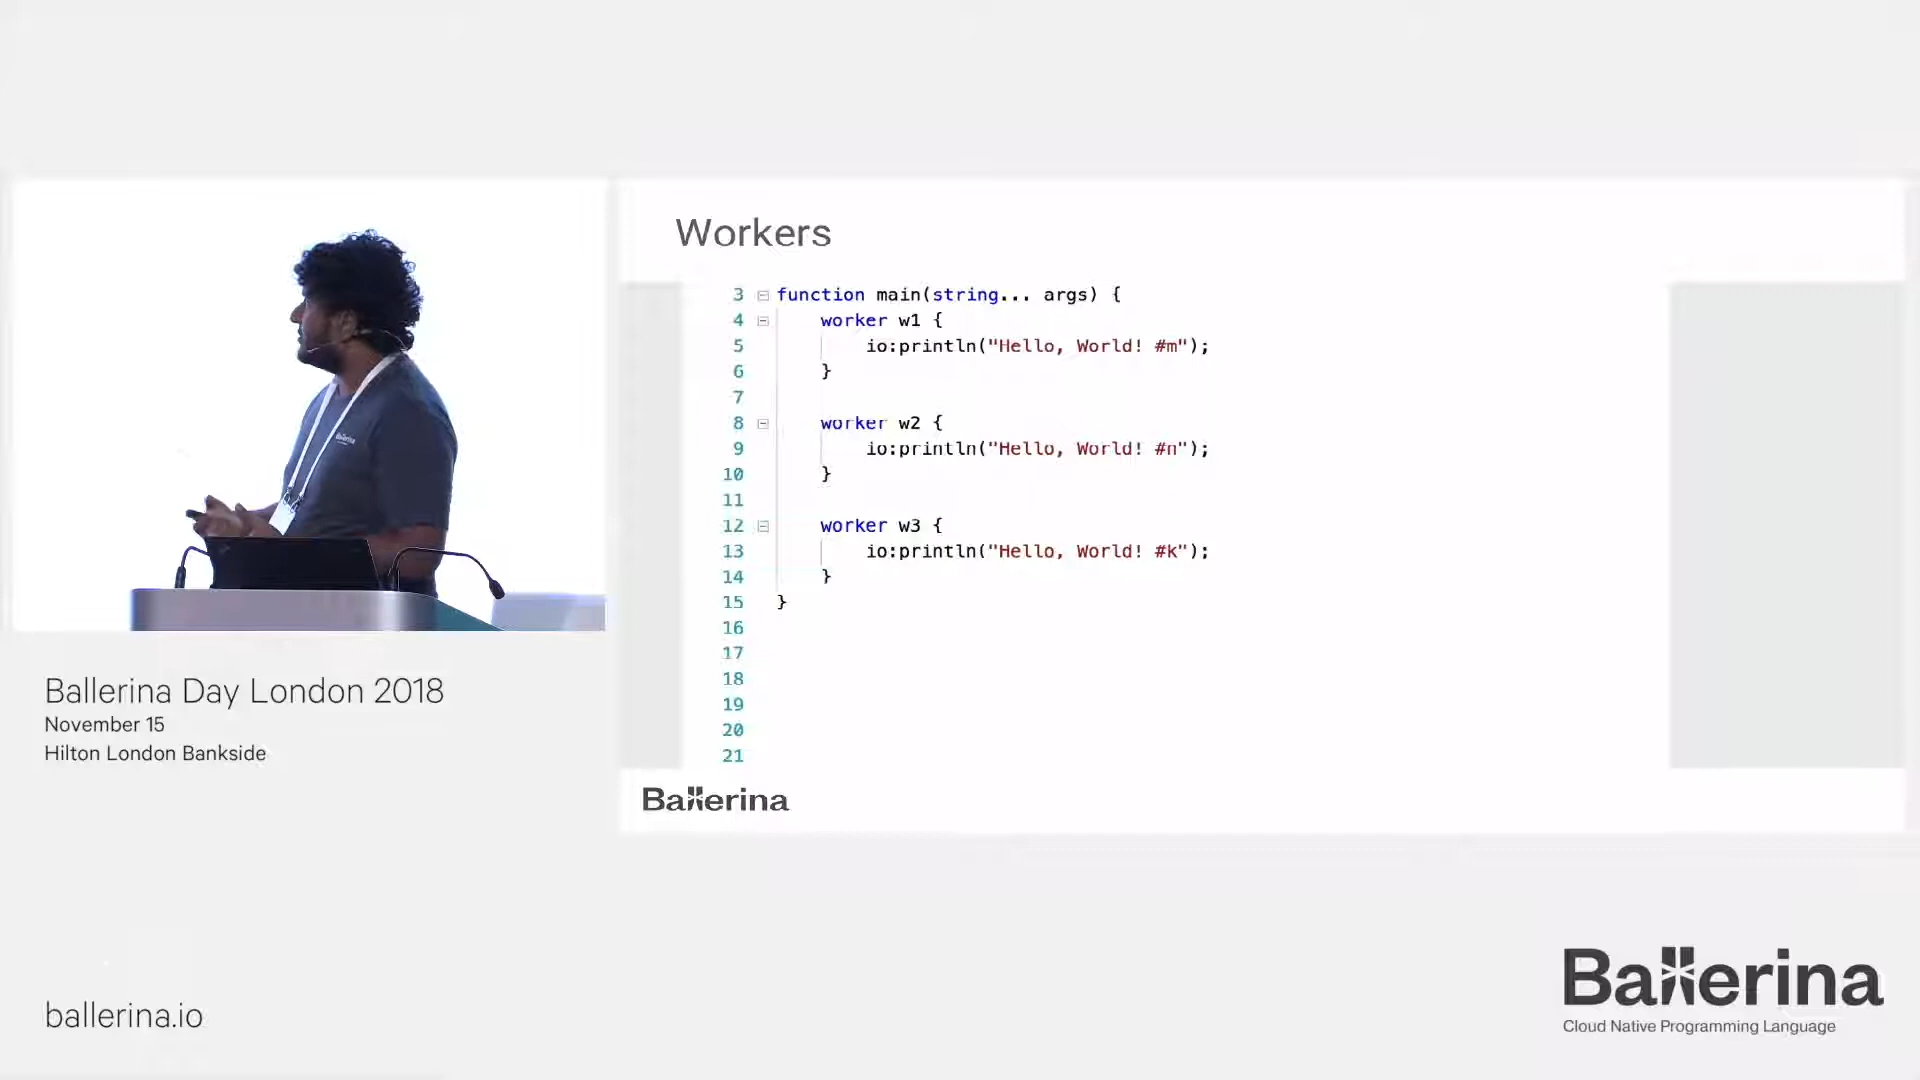 Workers
3 function main(string... args) {
4 worker w1 {
5 io:println("Hello, World! #m");
6 }
7
8 worker w2 {
9 io:println("Hello, World! #n");
10 }
11
12 worker w3 {
13 io:println("Hello, World! #k");
14 }
15 }
16
17
18
19
20
21
Ballerina
Ballerina
Ballerina Day London 2018
November 15
Hilton London Bankside
ballerina.io
Ballerina
Cloud Native Programming Language